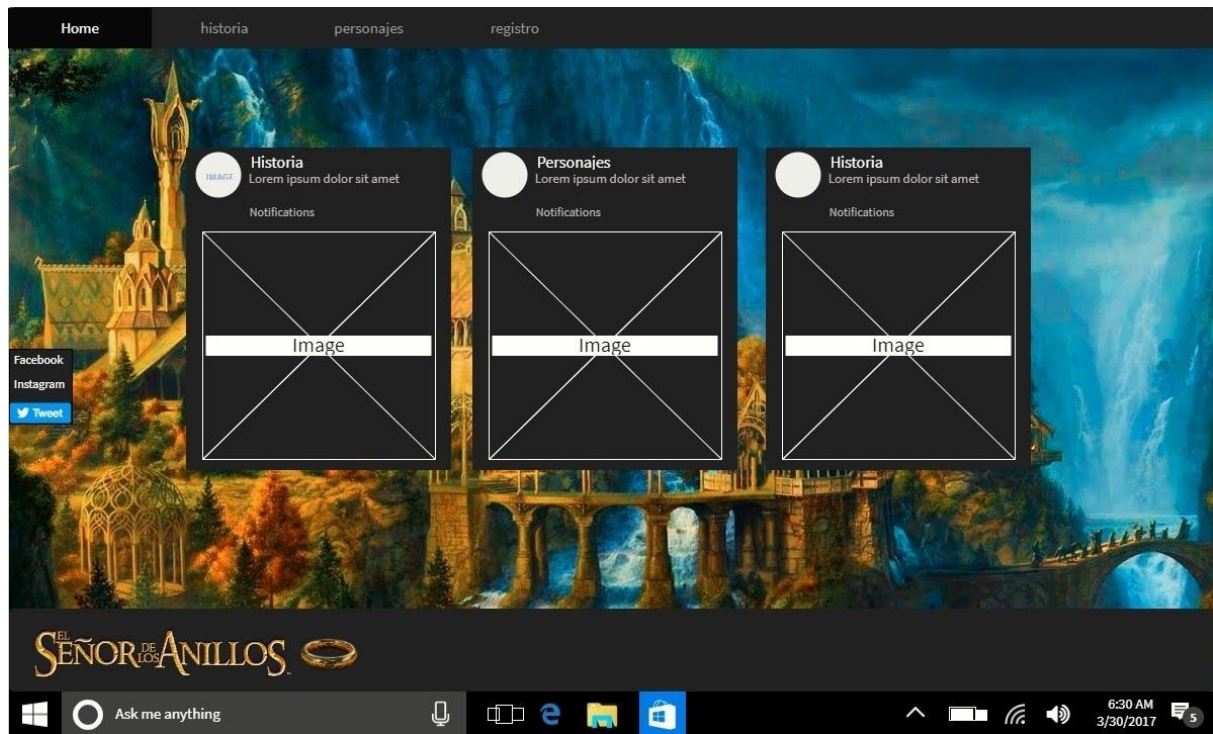 Home historia personajes registro
Historia
Lorem ipsum dolor sit amet
Notifications
Image
Personajes
Lorem ipsum dolor sit amet
Notifications
Image
Historia
Lorem ipsum dolor sit amet
Notifications
Image
IMAGE
Facebook
Instagram
Tweet
EL SEÑOR DE LOS ANILLOS
Ask me anything
6:30 AM
3/30/2017
5